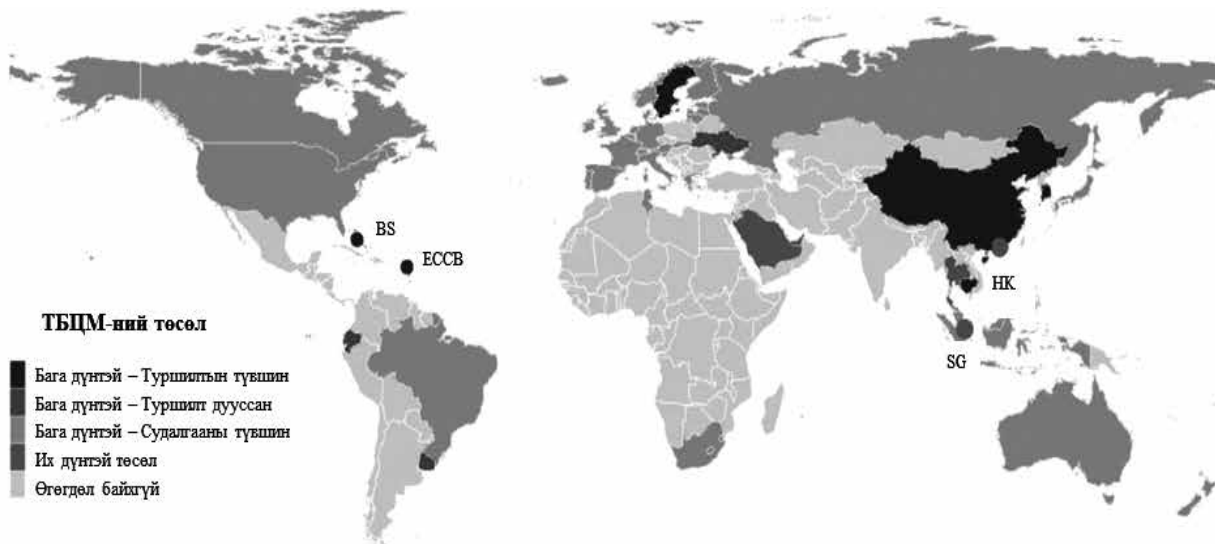 BS
ECCB
HK
SG
ТБЦМ-ний төсөл
Бага дүнтэй – Туршилтын түвшин
Бага дүнтэй – Туршилт дууссан
Бага дүнтэй – Судалгааны түвшин
Их дүнтэй төсөл
Өгөгдөл байхгүй